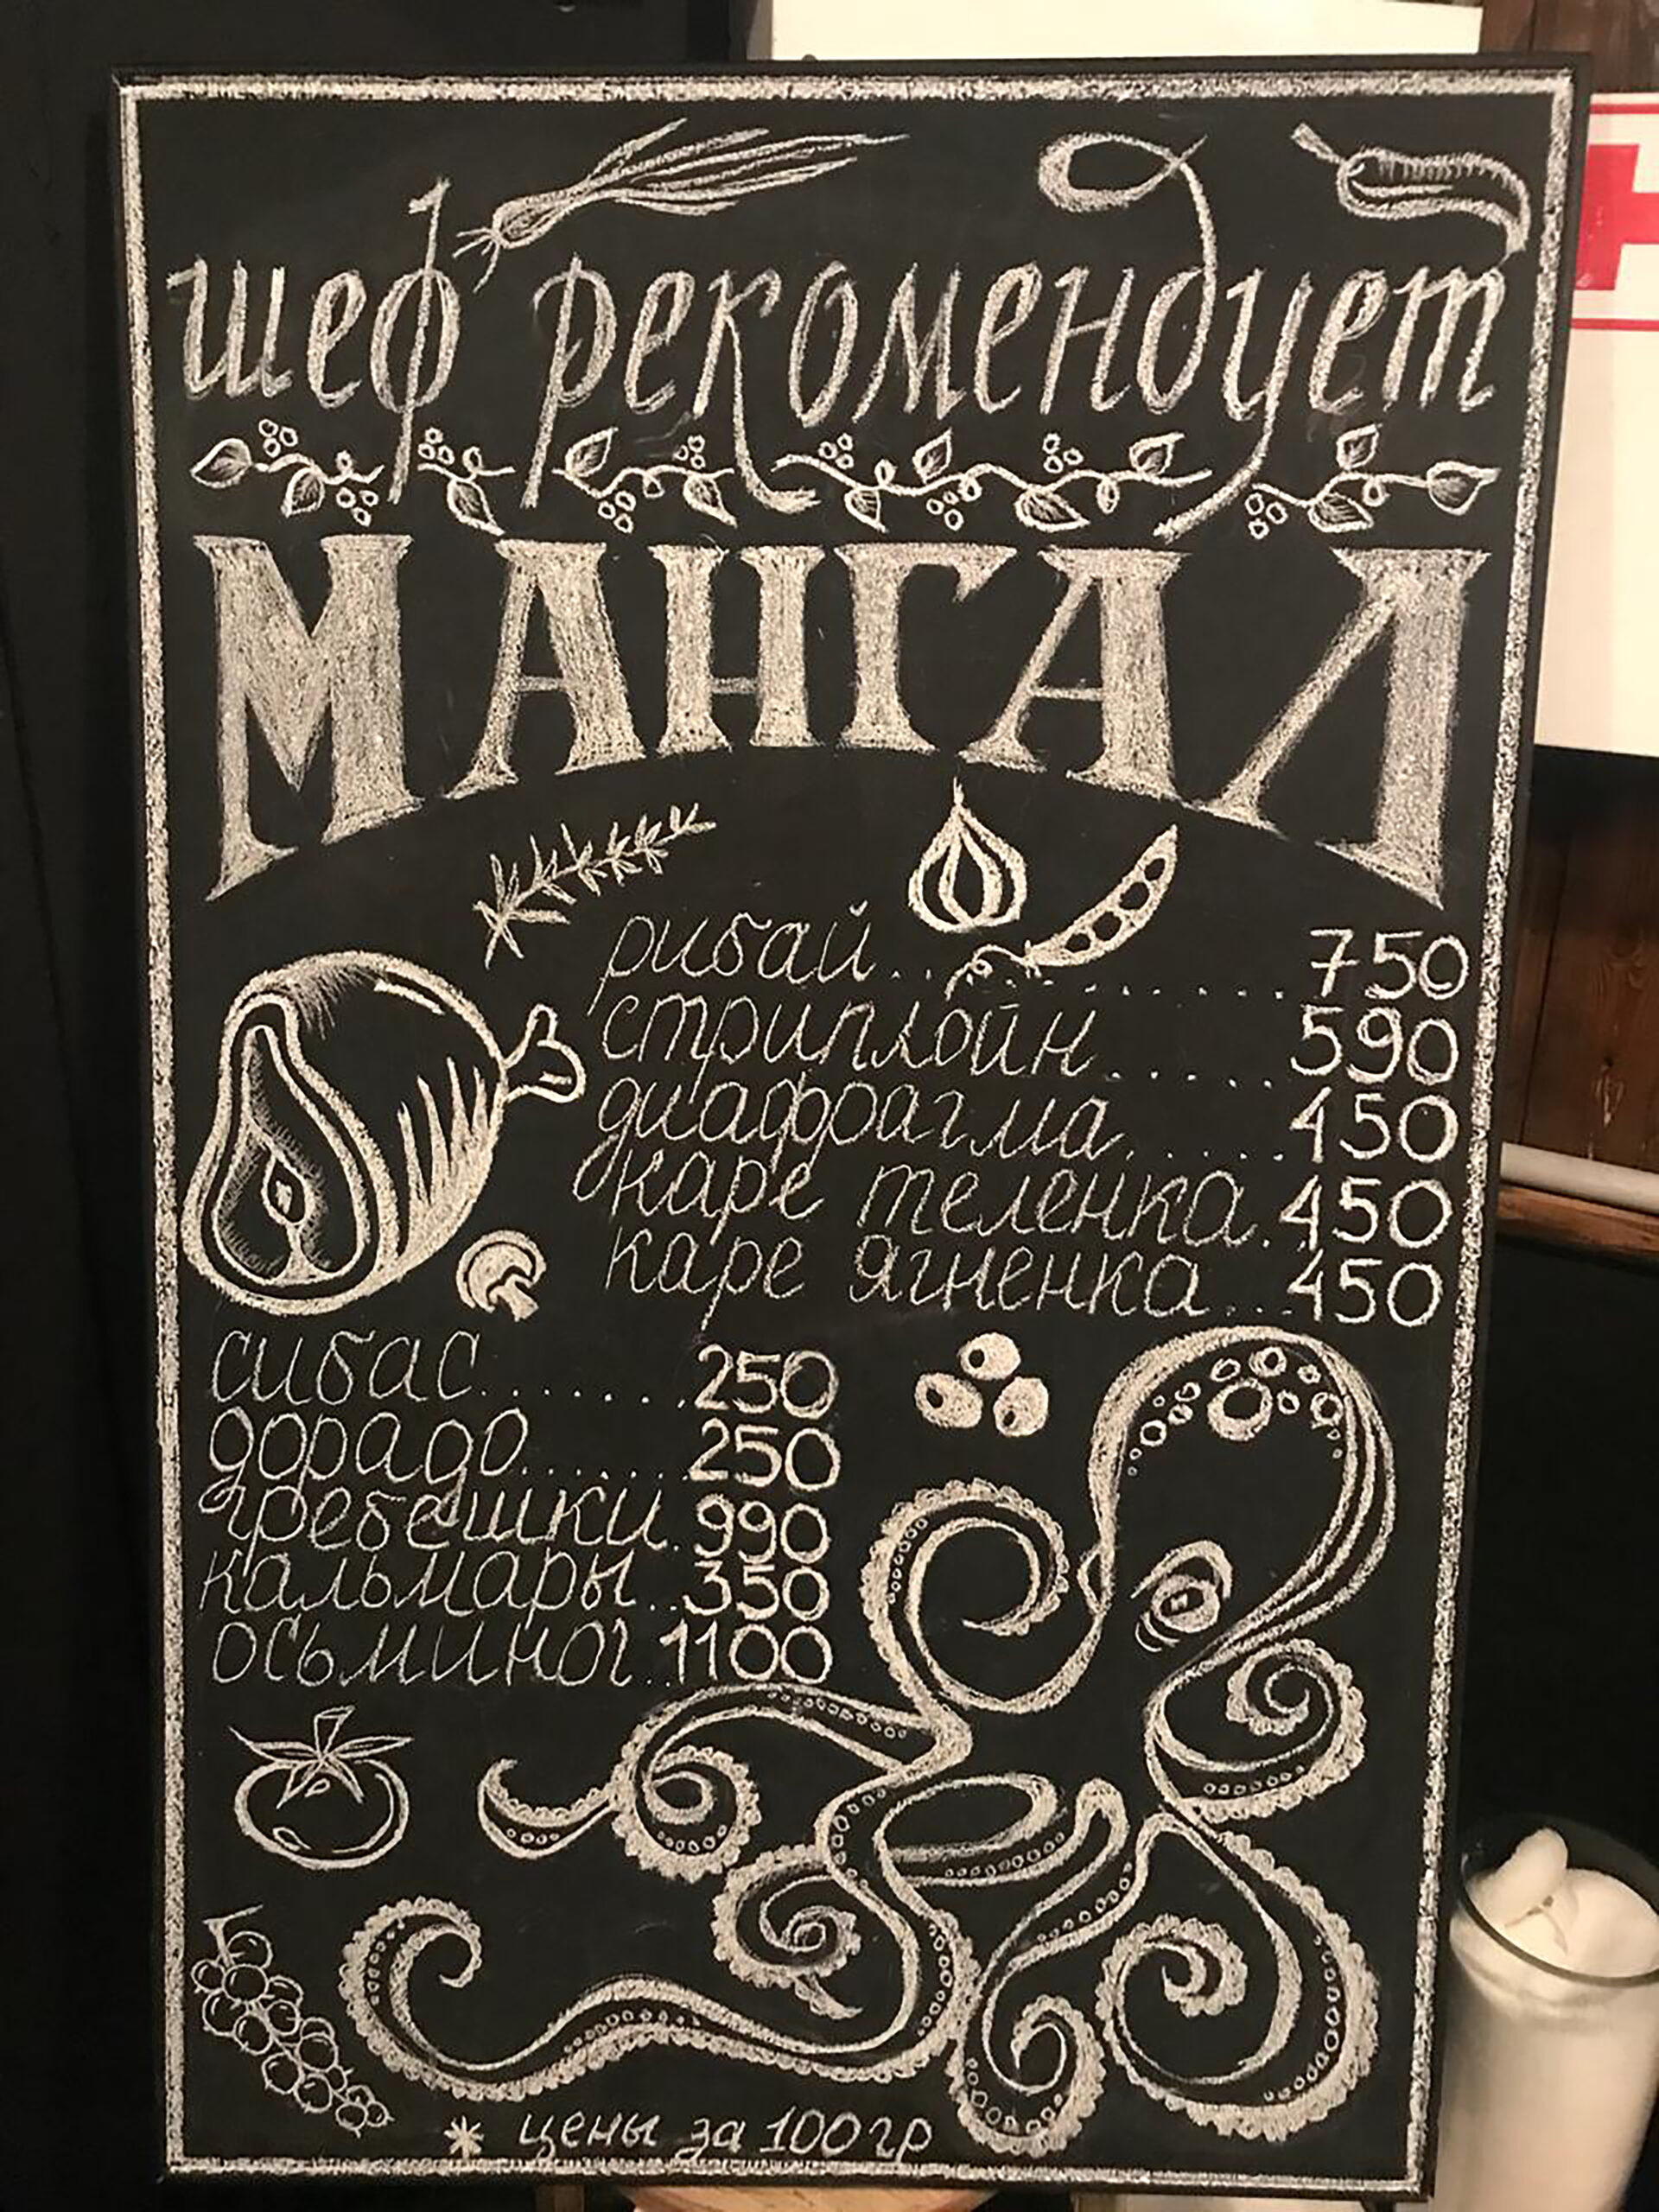 шеф рекомендует
МАНГАЛ
рибай.............750
стриплойн......590
диафрагма......450
каре теленка.450
каре ягненка...450
сибас.......250
дорадо.......250
гребешки.990
кальмары...350
осьминог..1100
* цены за 100гр